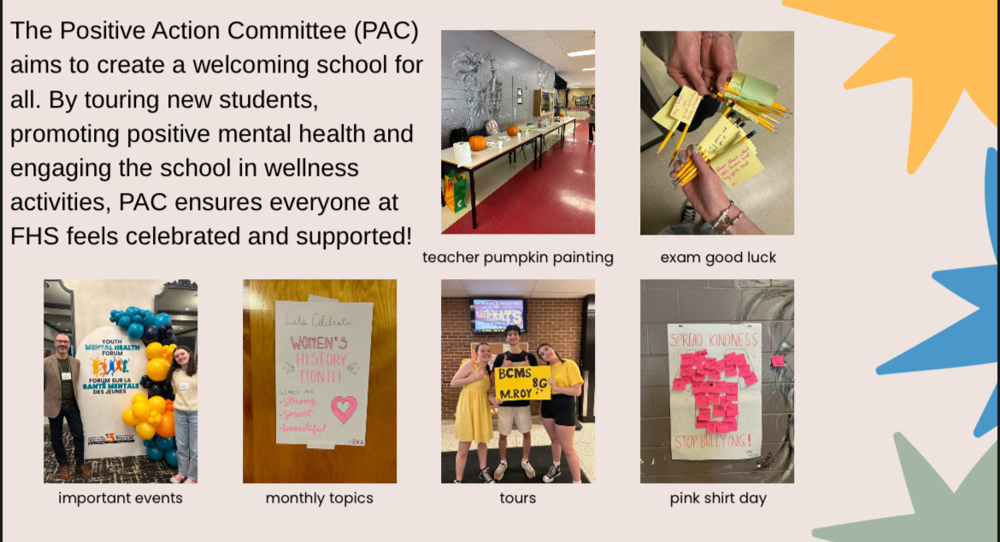 The Positive Action Committee (PAC)
aims to create a welcoming school for
all. By touring new students,
promoting positive mental health and
engaging the school in wellness
activities, PAC ensures everyone at
FHS feels celebrated and supported!
teacher pumpkin painting
exam good luck
YOUTH
MENTAL HEALTH
FORUM
FORUM SUR LA
SANTÉ MENTALE
DES JEUNES
important events
Lets Celebrate
WOMEN'S
HISTORY
MONTH
WOMEN ARE
•strong
•smart
•beautiful
monthly topics
BCMS
8G
M.ROY
tours
SPREAD KINDNESS
STOP BULLYING!
pink shirt day